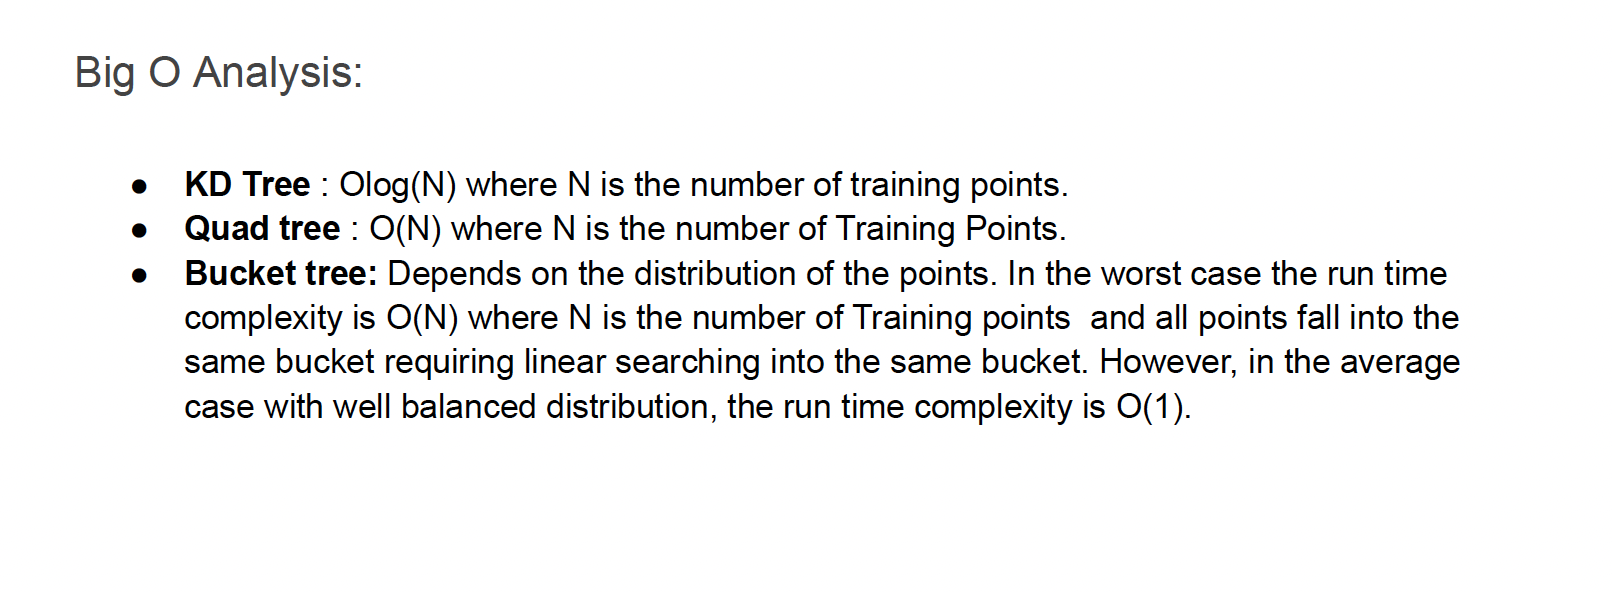 Big O Analysis:
● KD Tree : Olog(N) where N is the number of training points.
● Quad tree : O(N) where N is the number of Training Points.
● Bucket tree: Depends on the distribution of the points. In the worst case the run time
complexity is O(N) where N is the number of Training points  and all points fall into the
same bucket requiring linear searching into the same bucket. However, in the average
case with well balanced distribution, the run time complexity is O(1).